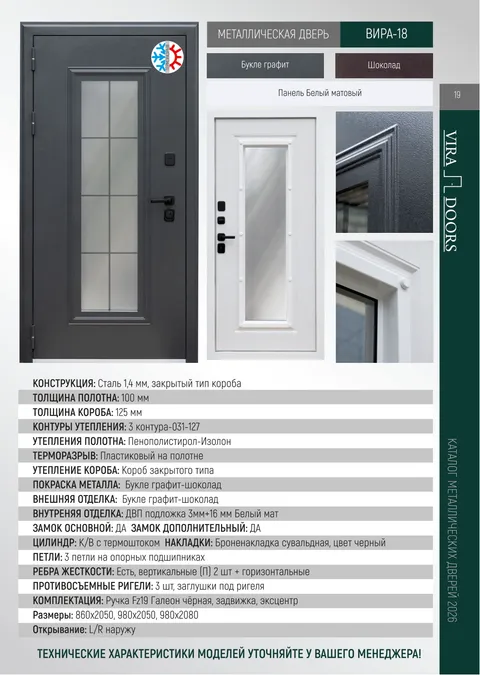 МЕТАЛЛИЧЕСКАЯ ДВЕРЬ
ВИРА-18
Букле графит
Шоколад
Панель Белый матовый
19
VIRA DOORS
КОНСТРУКЦИЯ: Сталь 1,4 мм, закрытый тип короба
ТОЛЩИНА ПОЛОТНА: 100 мм
ТОЛЩИНА КОРОБА: 125 мм
КОНТУРЫ УТЕПЛЕНИЯ: 3 контура-031-127
УТЕПЛЕНИЯ ПОЛОТНА: Пенополистирол-Изолон
ТЕРМОРАЗРЫВ: Пластиковый на полотне
УТЕПЛЕНИЕ КОРОБА: Короб закрытого типа
ПОКРАСКА МЕТАЛЛА: Букле графит-шоколад
ВНЕШНЯЯ ОТДЕЛКА: Букле графит-шоколад
ВНУТРЕНЯЯ ОТДЕЛКА: ДВП подложка 3мм+16 мм Белый мат
ЗАМОК ОСНОВНОЙ: ДА ЗАМОК ДОПОЛНИТЕЛЬНЫЙ: ДА
ЦИЛИНДР: К/В с термоштоком НАКЛАДКИ: Броненакладка сувальдная, цвет черный
ПЕТЛИ: 3 петли на опорных подшипниках
РЕБРА ЖЕСТКОСТИ: Есть, вертикальные (П) 2 шт + горизонтальные
ПРОТИВОСЪЕМНЫЕ РИГЕЛИ: 3 шт, заглушки под ригеля
КОМПЛЕКТАЦИЯ: Ручка Fz19 Галеон чёрная, задвижка, эксцентр
Размеры: 860х2050, 980х2050, 980х2080
Открывание: L/R наружу
КАТАЛОГ МЕТАЛЛИЧЕСКИХ ДВЕРЕЙ 2026
ТЕХНИЧЕСКИЕ ХАРАКТЕРИСТИКИ МОДЕЛЕЙ УТОЧНЯЙТЕ У ВАШЕГО МЕНЕДЖЕРА!